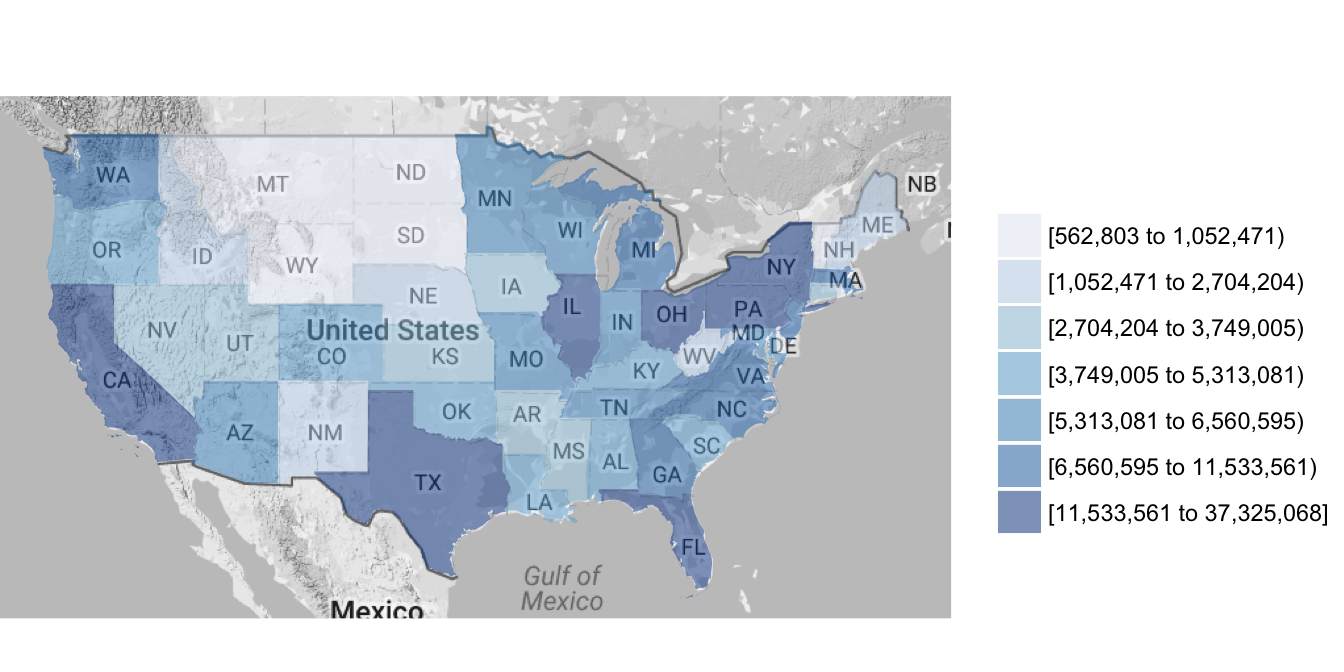 WA
MT
ND
MN
NB
ME
OR
ID
SD
WI
MI
NH
WY
NY
MA
NE
IA
IL
IN
OH
PA
NV
UT
United States
CO
KS
MO
MD
DE
WV
KY
VA
CA
OK
AR
TN
NC
AZ
NM
MS
AL
SC
GA
TX
LA
FL
Gulf of
Mexico
Mexico
[562,803 to 1,052,471)
[1,052,471 to 2,704,204)
[2,704,204 to 3,749,005)
[3,749,005 to 5,313,081)
[5,313,081 to 6,560,595)
[6,560,595 to 11,533,561)
[11,533,561 to 37,325,068]